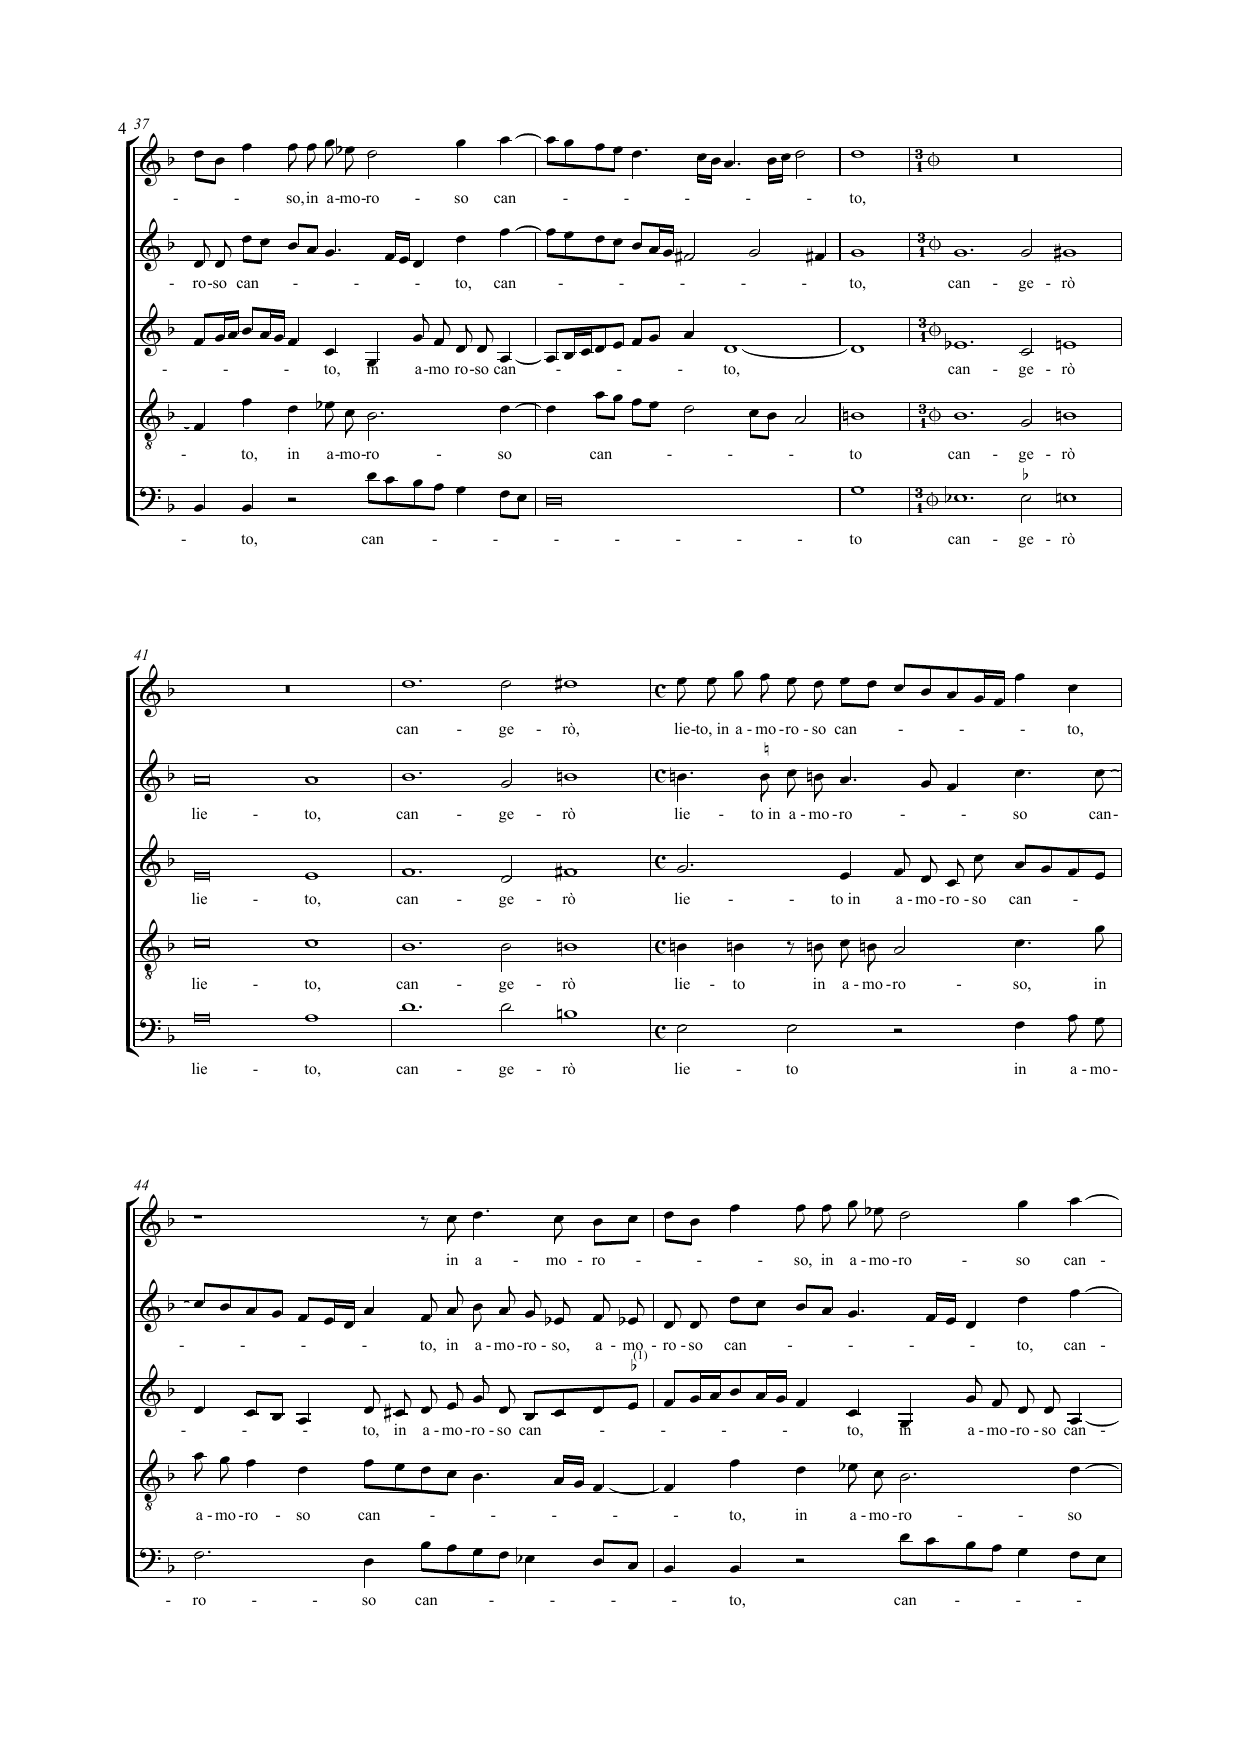 4 37
- - so, in a-mo-ro - so can - - - - - to,
- ro-so can - - - - to, can - - - - - - to, can - ge - rò
- - - - to, in a-mo ro-so can - - - - to, can - ge - rò
- to, in a-mo-ro - so can - - - - to can - ge - rò
- to, can - - - - - - - - to can - ge - rò
41
can - ge - rò, lie-to, in a-mo-ro-so can - - - - to,
lie - to, can - ge - rò lie - to in a-mo-ro - - so can-
lie - to, can - ge - rò lie - to in a-mo-ro-so can - -
lie - to, can - ge - rò lie - to in a-mo-ro - so, in
lie - to, can - ge - rò lie - to in a-mo-
44
in a - mo - ro - - - so, in a-mo-ro - so can -
- - - - - to, in a-mo-ro-so, a-mo-ro-so can - - - - - to, can -
(1)
- - - to, in a-mo-ro-so can - - - - - - - to, in a-mo-ro-so can -
a-mo-ro - so can - - - - - - to, in a-mo-ro - - so
- ro - - so can - - - - to, can - - -